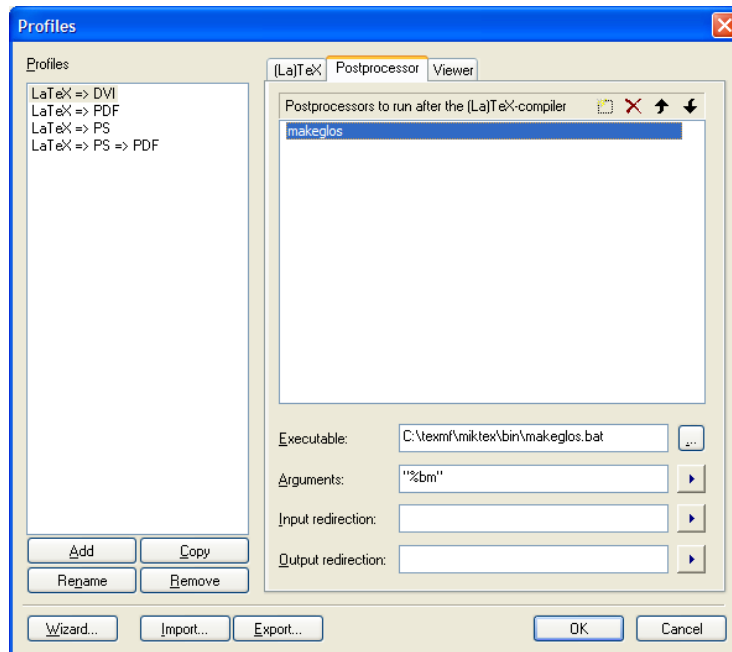 Profiles
Profiles
LaTeX => DVI
LaTeX => PDF
LaTeX => PS
LaTeX => PS => PDF
Add
Copy
Rename
Remove
(La)TeX
Postprocessor
Viewer
Postprocessors to run after the (La)TeX-compiler
makeglos
Executable:
C:\texmf\miktex\bin\makeglos.bat
...
Arguments:
"%bm"
Input redirection:
Output redirection:
Wizard...
Import...
Export...
OK
Cancel